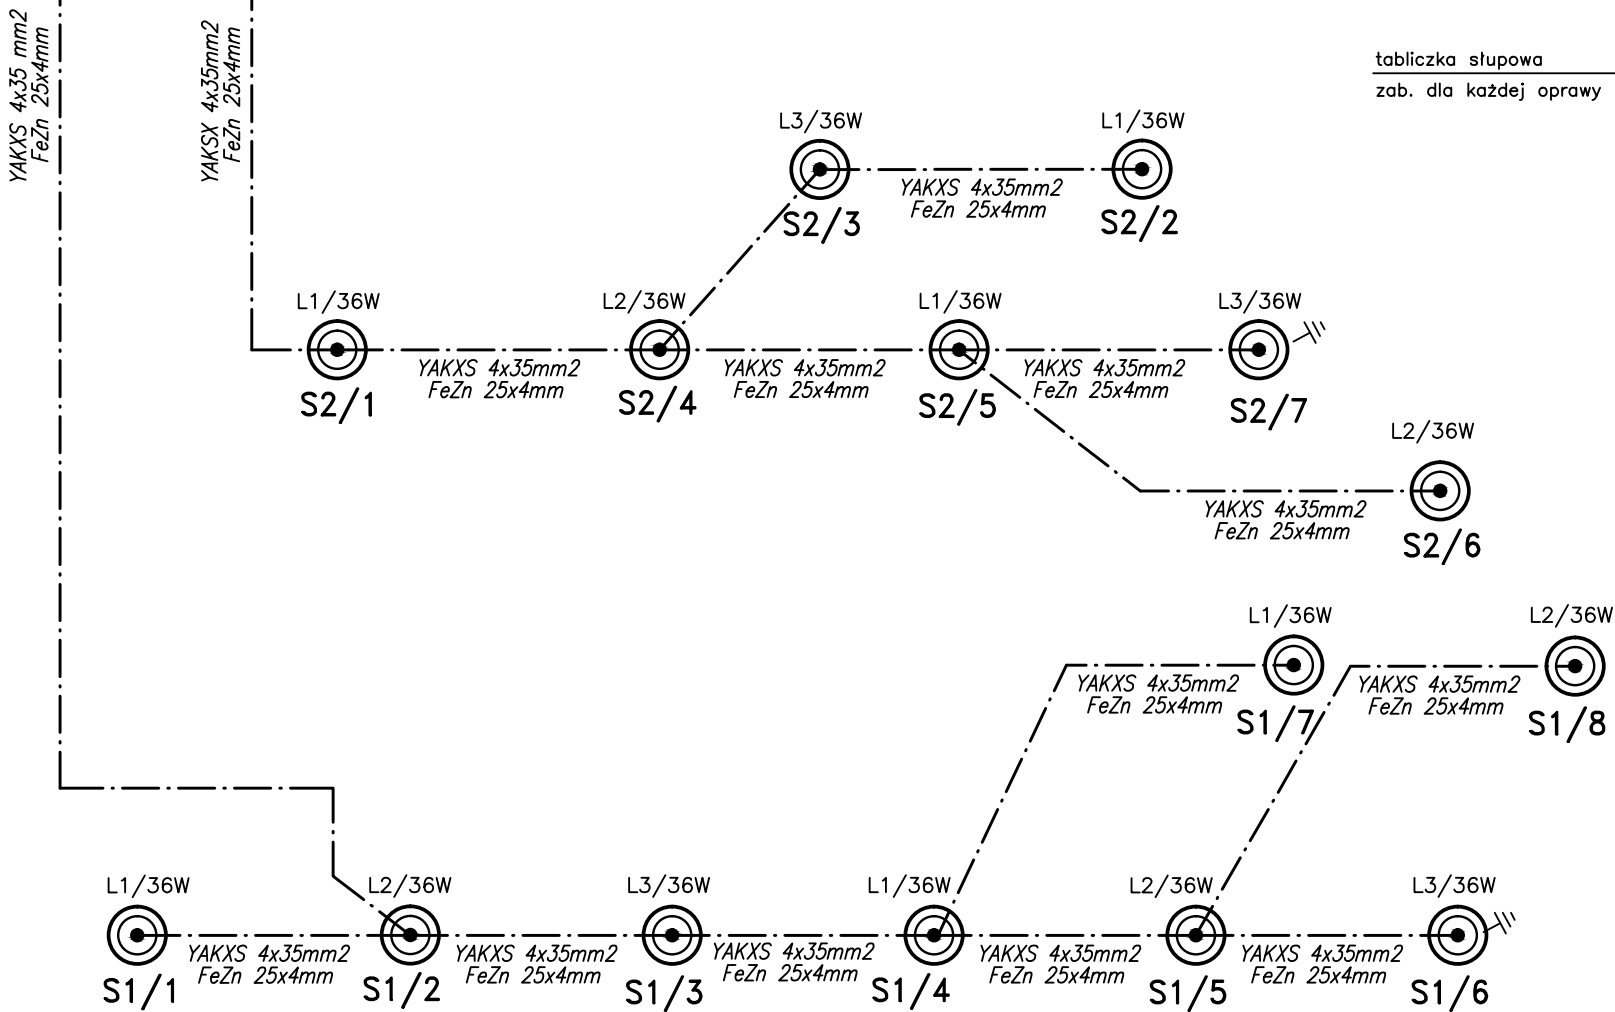 YAKXS 4x35 mm2
FeZn 25x4mm
YAKSX 4x35mm2
FeZn 25x4mm
tabliczka słupowa
zab. dla każdej oprawy
L3/36W
L1/36W
YAKXS 4x35mm2
FeZn 25x4mm
S2/3
S2/2
L1/36W
L2/36W
L1/36W
L3/36W
YAKXS 4x35mm2
FeZn 25x4mm
YAKXS 4x35mm2
FeZn 25x4mm
YAKXS 4x35mm2
FeZn 25x4mm
S2/1
S2/4
S2/5
S2/7
L2/36W
YAKXS 4x35mm2
FeZn 25x4mm
S2/6
L1/36W
L2/36W
YAKXS 4x35mm2
FeZn 25x4mm
YAKXS 4x35mm2
FeZn 25x4mm
S1/7
S1/8
L1/36W
L2/36W
L3/36W
L1/36W
L2/36W
L3/36W
YAKXS 4x35mm2
FeZn 25x4mm
YAKXS 4x35mm2
FeZn 25x4mm
YAKXS 4x35mm2
FeZn 25x4mm
YAKXS 4x35mm2
FeZn 25x4mm
YAKXS 4x35mm2
FeZn 25x4mm
S1/1
S1/2
S1/3
S1/4
S1/5
S1/6